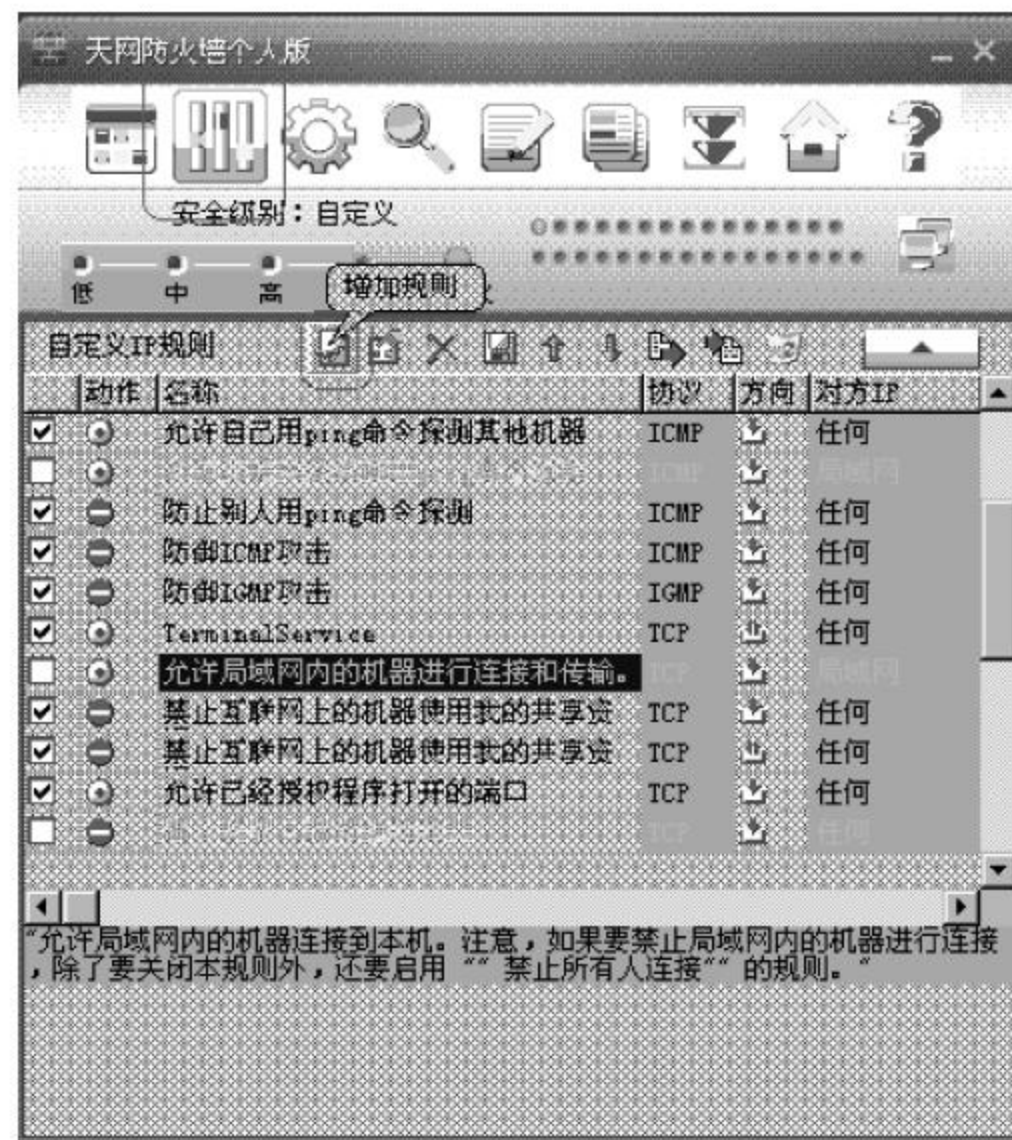 天网防火墙个人版
安全级别：自定义
低 中 高
增加规则
自定义IP规则
动作 名称 协议 方向 对方IP
允许自己用ping命令探测其他机器 ICMP 任何
ICMP 局域网
防止别人用ping命令探测 ICMP 任何
防御ICMP攻击 ICMP 任何
防御IGMP攻击 IGMP 任何
TerminalService TCP 任何
允许局域网内的机器进行连接和传输。 TCP 局域网
禁止互联网上的机器使用我的共享资 TCP 任何
禁止互联网上的机器使用我的共享资 TCP 任何
允许已经授权程序打开的端口 TCP 任何
TCP 任何
"允许局域网内的机器连接到本机。注意，如果要禁止局域网内的机器进行连接
，除了要关闭本规则外，还要启用 "" 禁止所有人连接"" 的规则。"